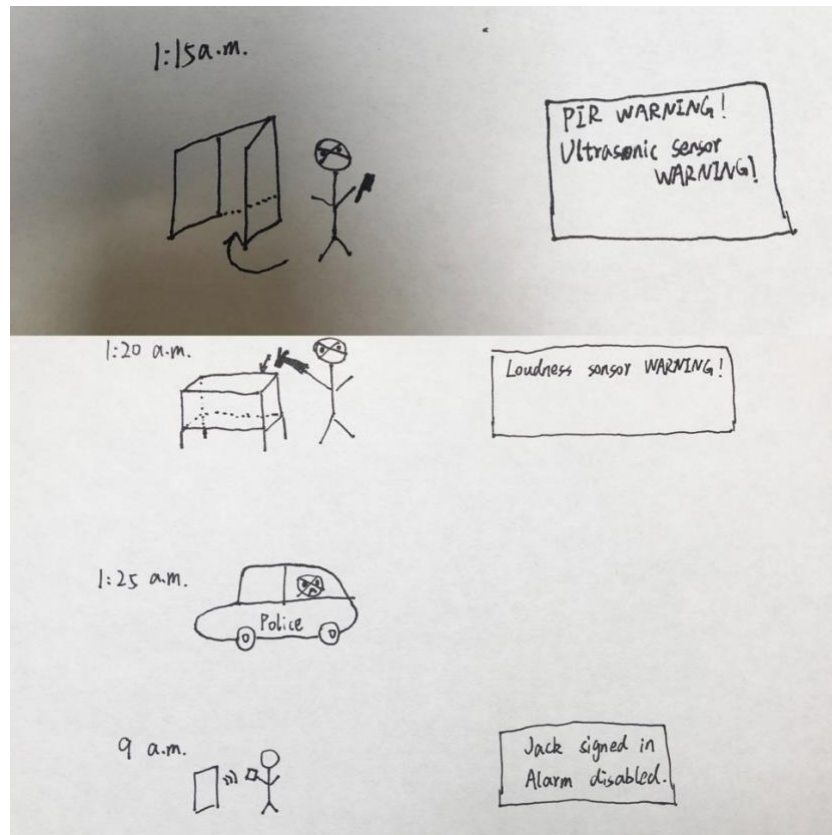 1:15a.m.
PIR WARNING!
Ultrasonic sensor
WARNING!
1:20 a.m.
Loudness sensor WARNING!
1:25 a.m.
Police
9 a.m.
Jack signed in
Alarm disabled.